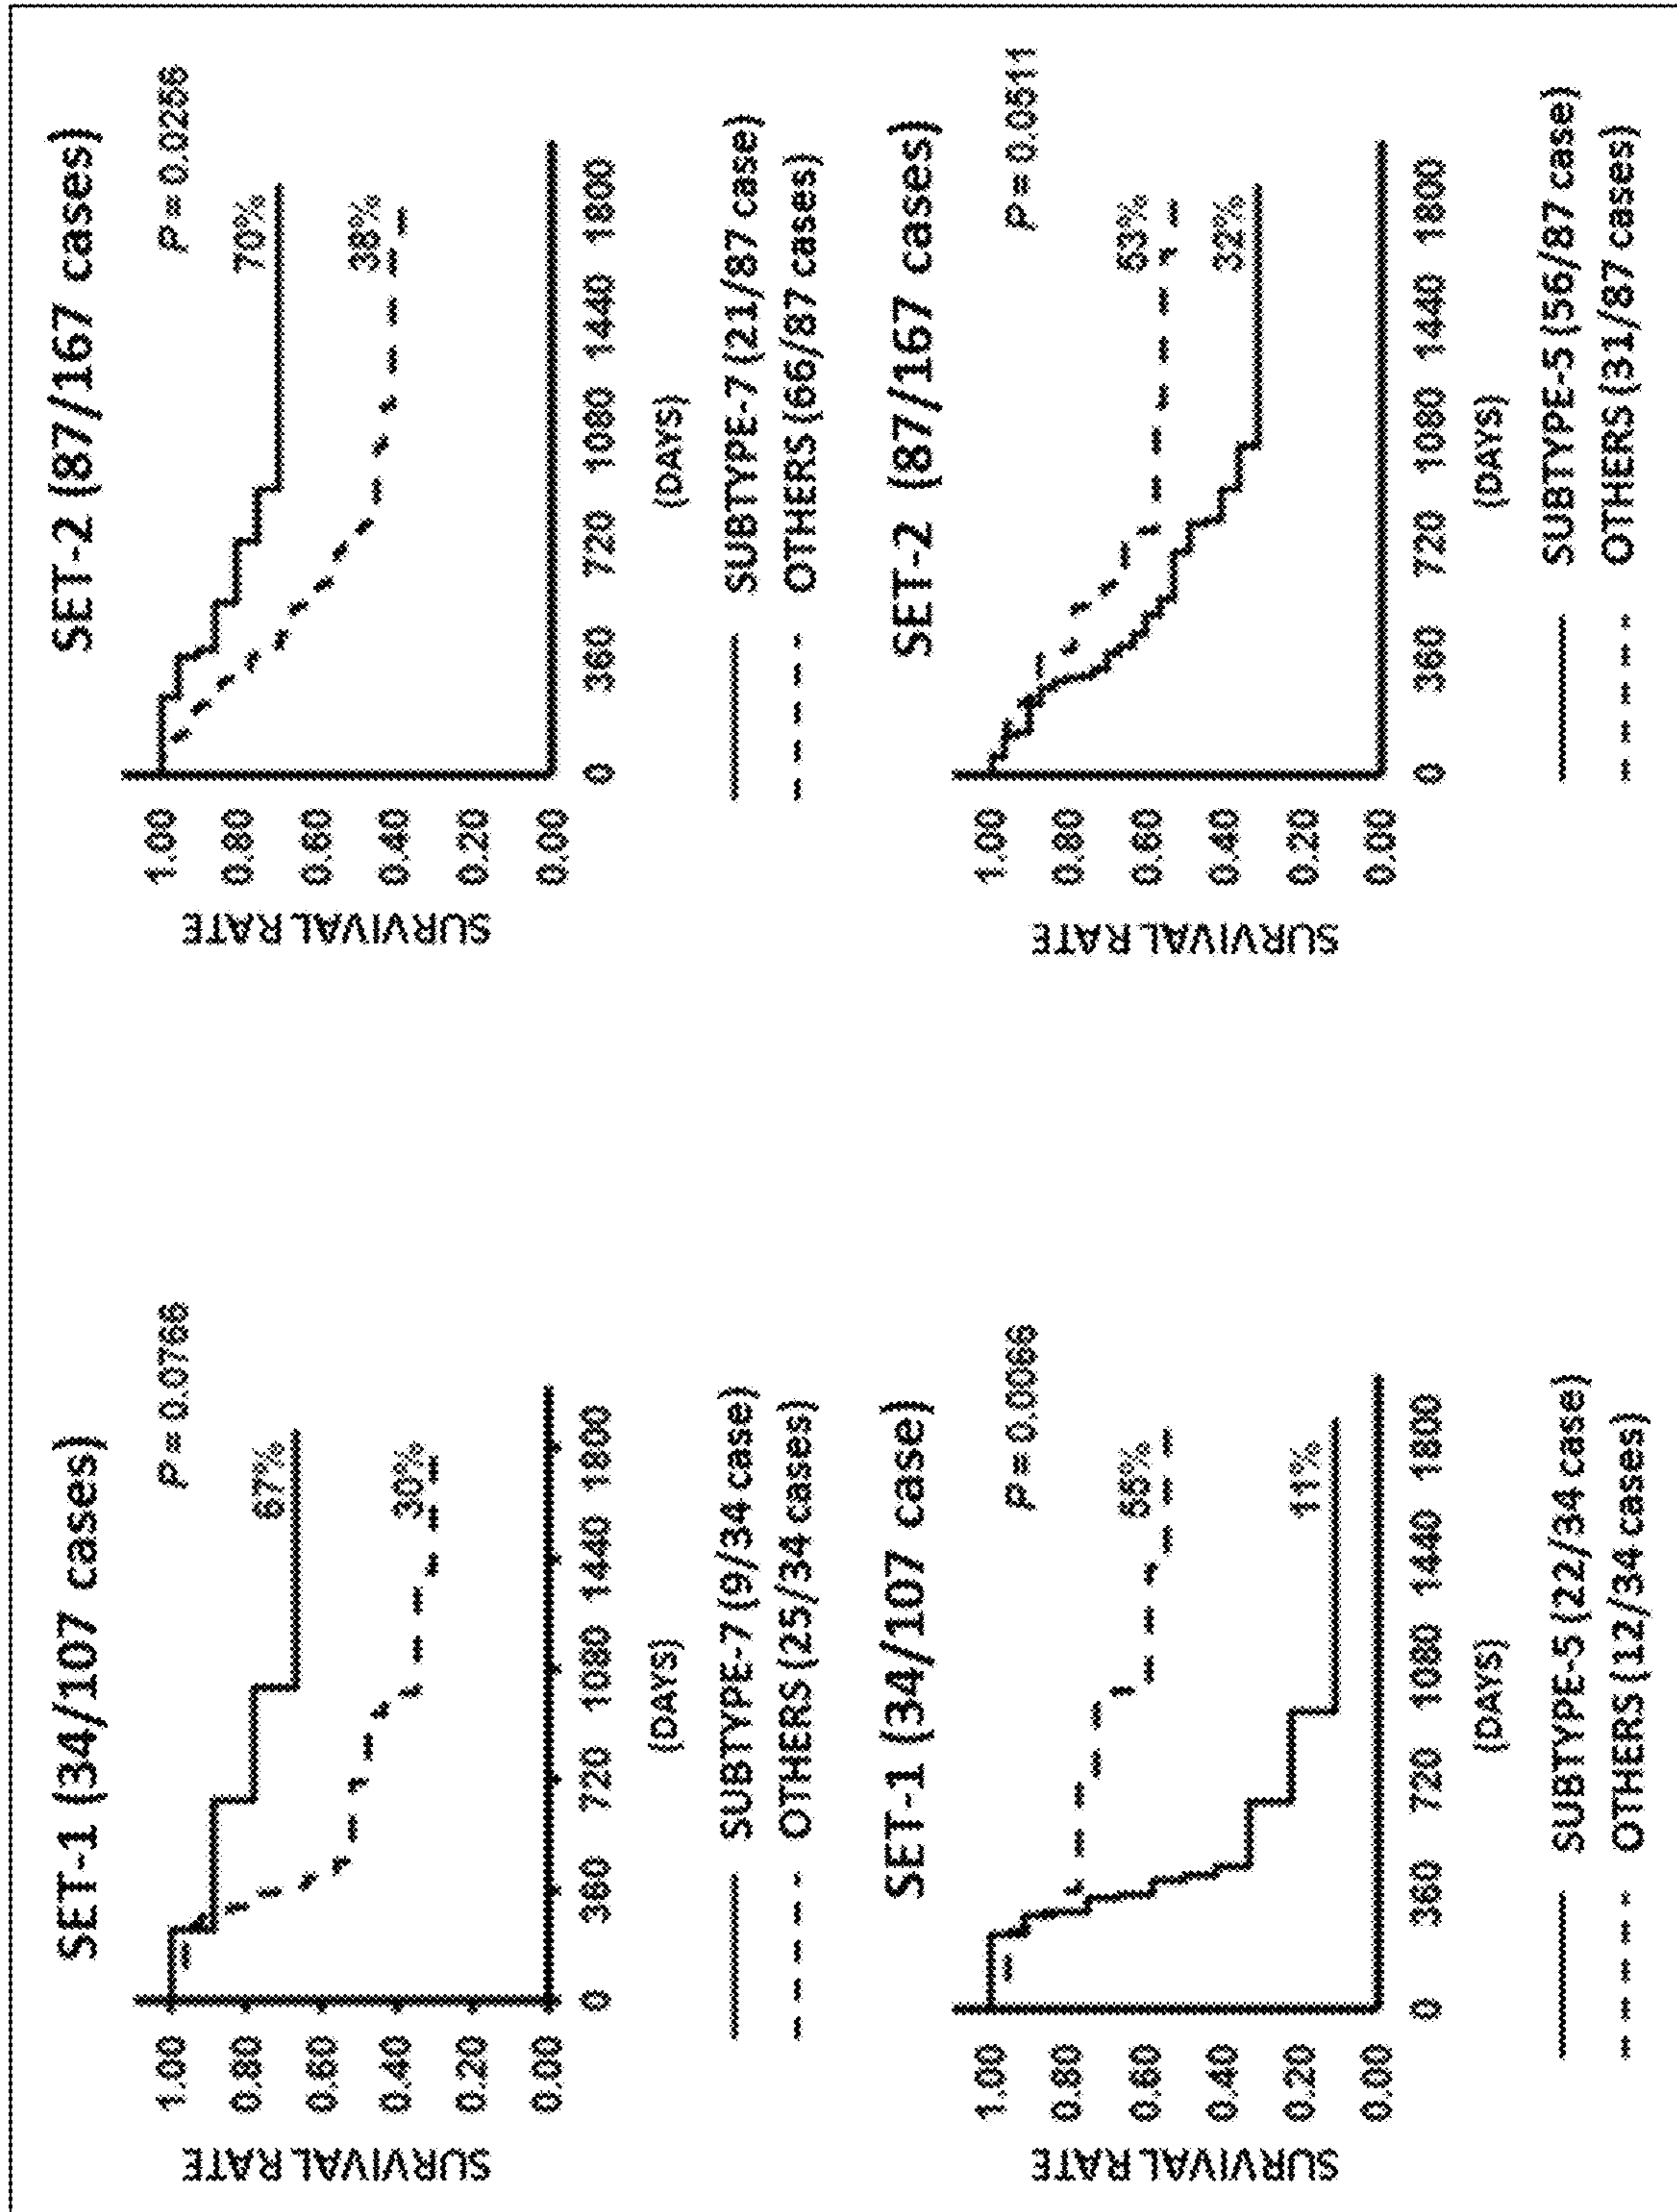 SET-1 (34/107 cases)
P = 0.0766
SURVIVAL RATE
1.00
0.80
0.60
0.40
0.20
0.00
67%
30%
0 360 720 1080 1440 1800
(DAYS)
SUBTYPE-7 (9/34 case)
OTHERS (25/34 cases)
SET-2 (87/167 cases)
P = 0.0256
SURVIVAL RATE
1.00
0.80
0.60
0.40
0.20
0.00
70%
38%
0 360 720 1080 1440 1800
(DAYS)
SUBTYPE-7 (21/87 case)
OTHERS (66/87 cases)
SET-1 (34/107 case)
P = 0.0066
SURVIVAL RATE
1.00
0.80
0.60
0.40
0.20
0.00
55%
11%
0 360 720 1080 1440 1800
(DAYS)
SUBTYPE-5 (22/34 case)
OTHERS (12/34 cases)
SET-2 (87/167 cases)
P = 0.0511
SURVIVAL RATE
1.00
0.80
0.60
0.40
0.20
0.00
53%
32%
0 360 720 1080 1440 1800
(DAYS)
SUBTYPE-5 (56/87 case)
OTHERS (31/87 cases)